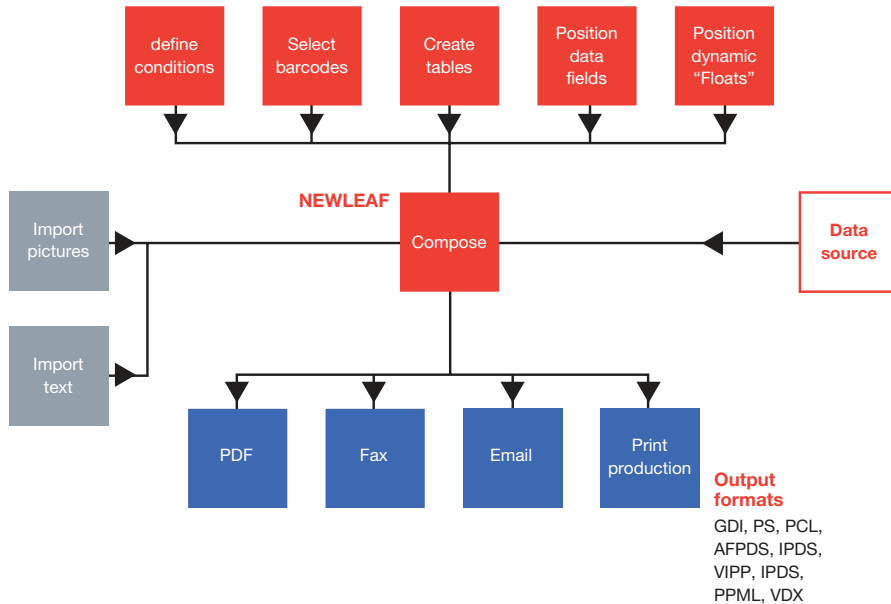 define
conditions
Select
barcodes
Create
tables
Position
data
fields
Position
dynamic
“Floats”
NEWLEAF
Import
pictures
Compose
Data
source
Import
text
PDF
Fax
Email
Print
production
Output
formats
GDI, PS, PCL,
AFPDS, IPDS,
VIPP, IPDS,
PPML, VDX